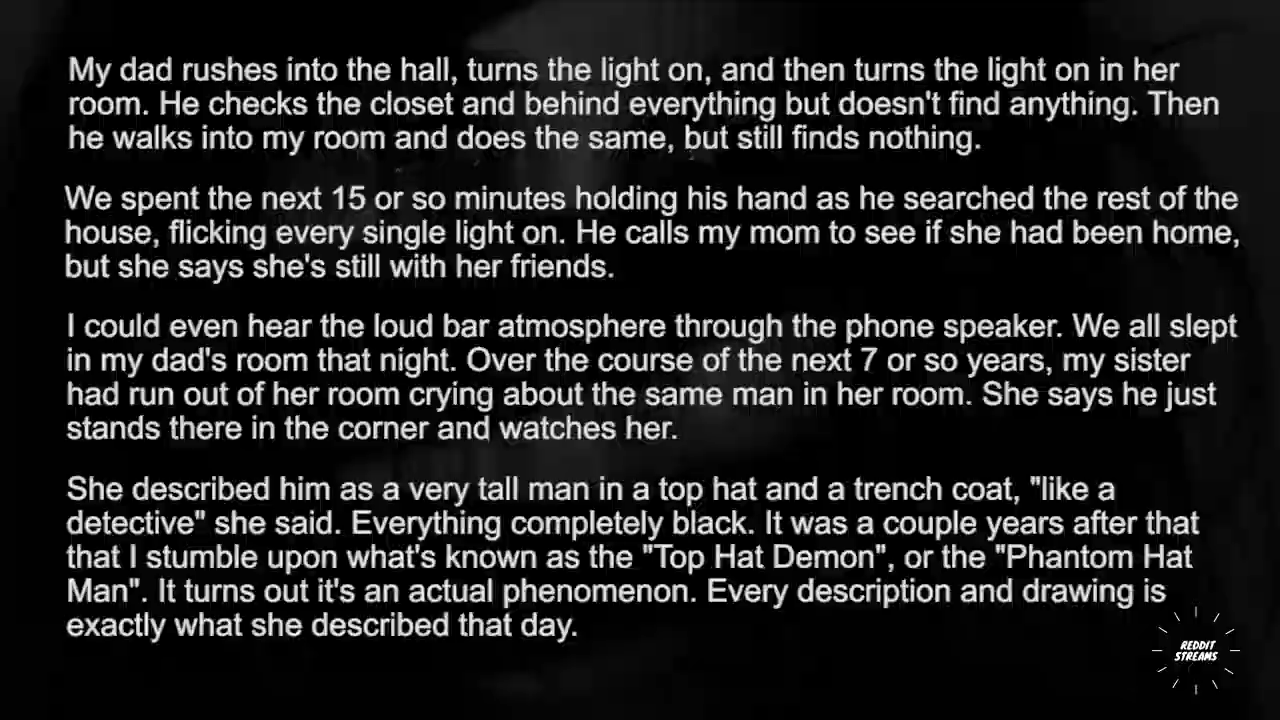 My dad rushes into the hall, turns the light on, and then turns the light on in her
room. He checks the closet and behind everything but doesn't find anything. Then
he walks into my room and does the same, but still finds nothing.
We spent the next 15 or so minutes holding his hand as he searched the rest of the
house, flicking every single light on. He calls my mom to see if she had been home,
but she says she's still with her friends.
I could even hear the loud bar atmosphere through the phone speaker. We all slept
in my dad's room that night. Over the course of the next 7 or so years, my sister
had run out of her room crying about the same man in her room. She says he just
stands there in the corner and watches her.
She described him as a very tall man in a top hat and a trench coat, "like a
detective" she said. Everything completely black. It was a couple years after that
that I stumble upon what's known as the "Top Hat Demon", or the "Phantom Hat
Man". It turns out it's an actual phenomenon. Every description and drawing is
exactly what she described that day.
REDDIT
STREAMS